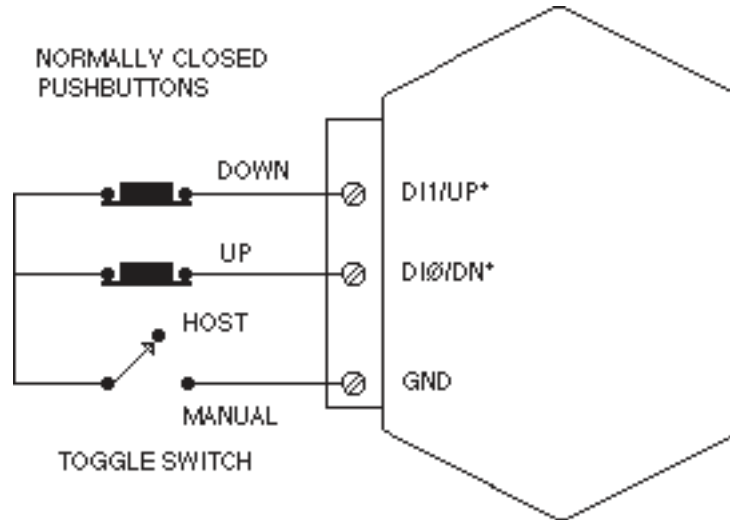 NORMALLY CLOSED
PUSHBUTTONS
DOWN
DI1/UP*
UP
DIØ/DN*
HOST
GND
MANUAL
TOGGLE SWITCH